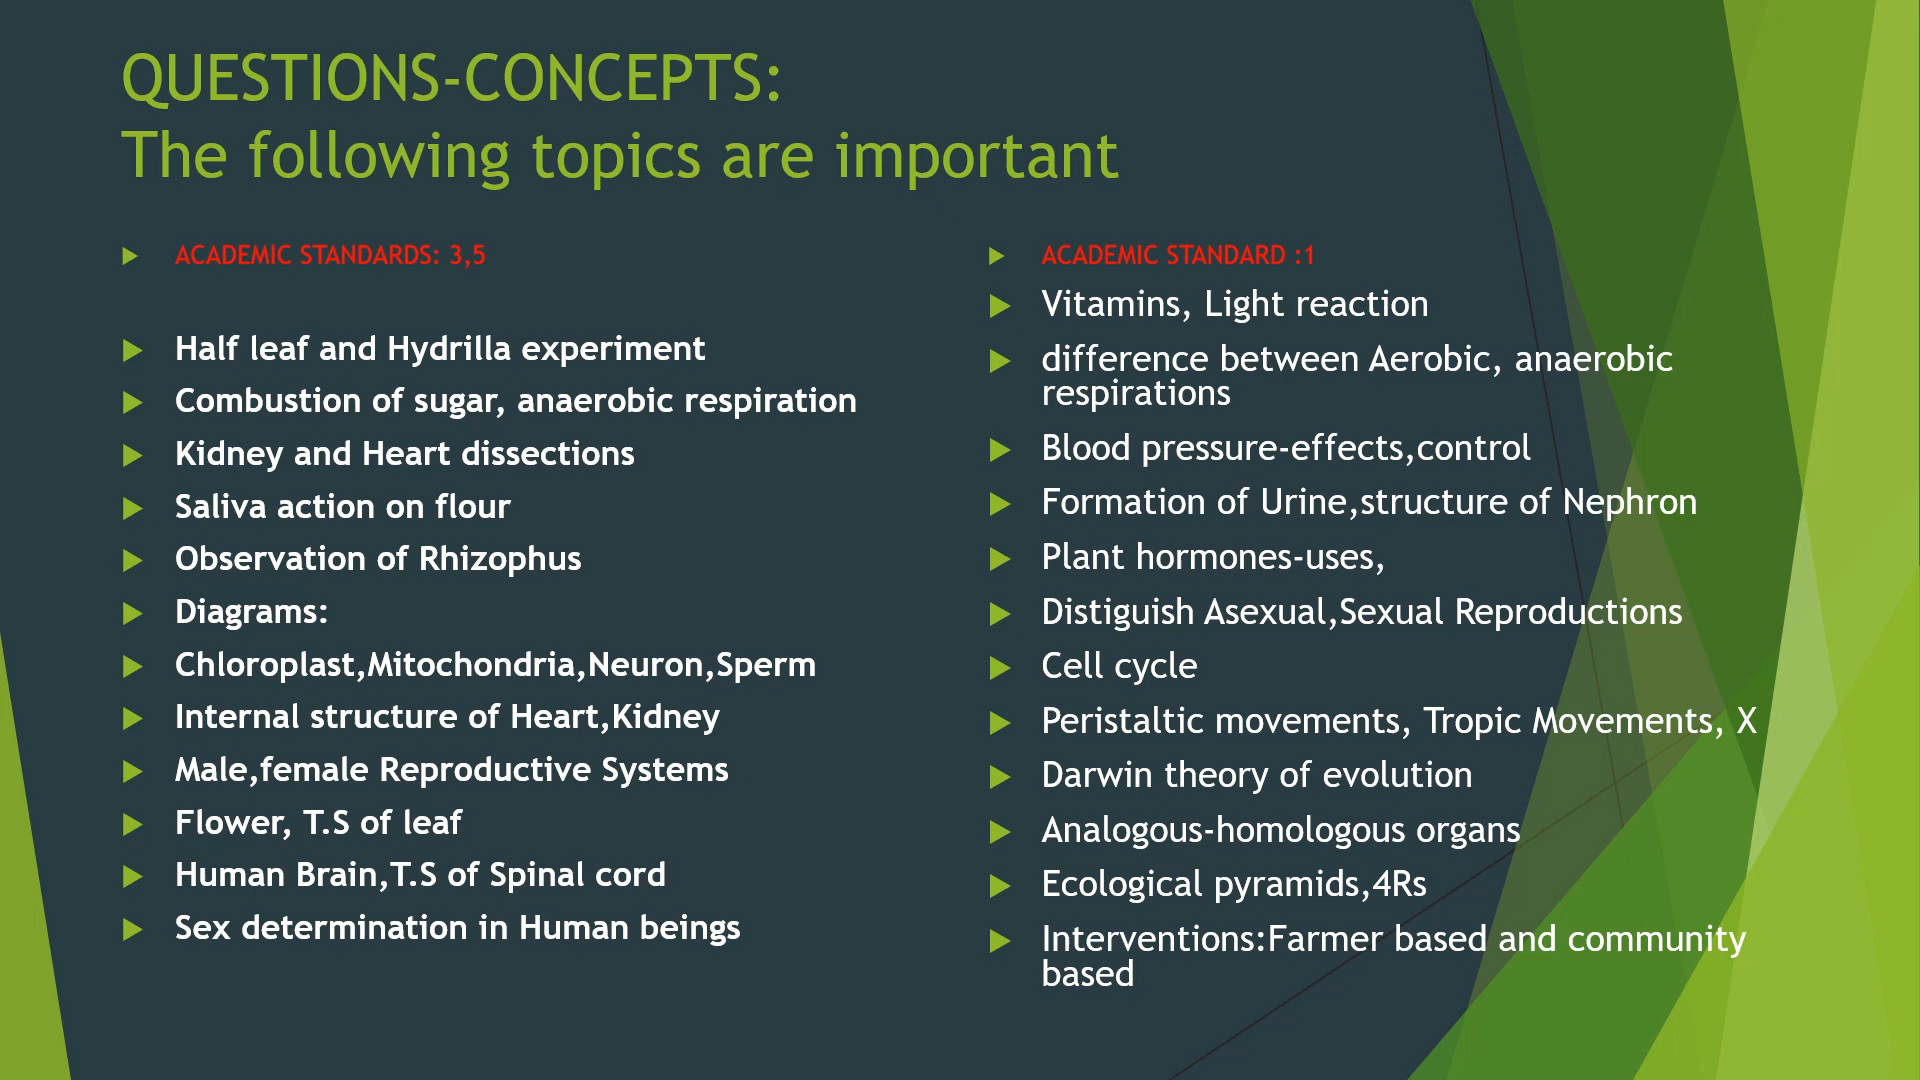 QUESTIONS-CONCEPTS:
The following topics are important
ACADEMIC STANDARDS: 3,5
Half leaf and Hydrilla experiment
Combustion of sugar, anaerobic respiration
Kidney and Heart dissections
Saliva action on flour
Observation of Rhizophus
Diagrams:
Chloroplast,Mitochondria,Neuron,Sperm
Internal structure of Heart,Kidney
Male,female Reproductive Systems
Flower, T.S of leaf
Human Brain,T.S of Spinal cord
Sex determination in Human beings
ACADEMIC STANDARD :1
Vitamins, Light reaction
difference between Aerobic, anaerobic
respirations
Blood pressure-effects,control
Formation of Urine,structure of Nephron
Plant hormones-uses,
Distiguish Asexual,Sexual Reproductions
Cell cycle
Peristaltic movements, Tropic Movements, X
Darwin theory of evolution
Analogous-homologous organs
Ecological pyramids,4Rs
Interventions:Farmer based and community
based